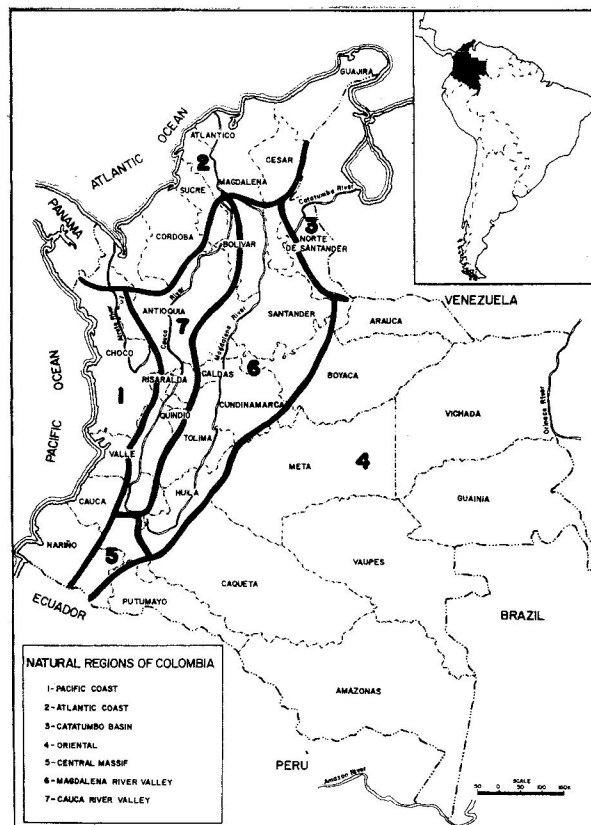 GUAJIRA
ATLANTIC OCEAN
ATLANTICO
CESAR
2
MAGDALENA
SUCRE
Catatumbo River
PANAMA
3
NORTE
DE SANTANDER
CORDOBA
BOLIVAR
VENEZUELA
River
ANTIOQUIA
SANTANDER
ARAUCA
7
Cauca
Magdalena River
CHOCO
PACIFIC OCEAN
RISARALDA
CALDAS
6
BOYACA
1
CUNDINAMARCA
VICHADA
Orinoco River
QUINDIO
TOLIMA
VALLE
META
4
HUILA
GUAINIA
CAUCA
NARIÑO
5
VAUPES
CAQUETA
PUTUMAYO
ECUADOR
BRAZIL
NATURAL REGIONS OF COLOMBIA
1- PACIFIC COAST
2- ATLANTIC COAST
3- CATATUMBO BASIN
4- ORIENTAL
5- CENTRAL MASSIF
6- MAGDALENA RIVER VALLEY
7- CAUCA RIVER VALLEY
AMAZONAS
PERU
Amazon River
SCALE
50 0 50 100